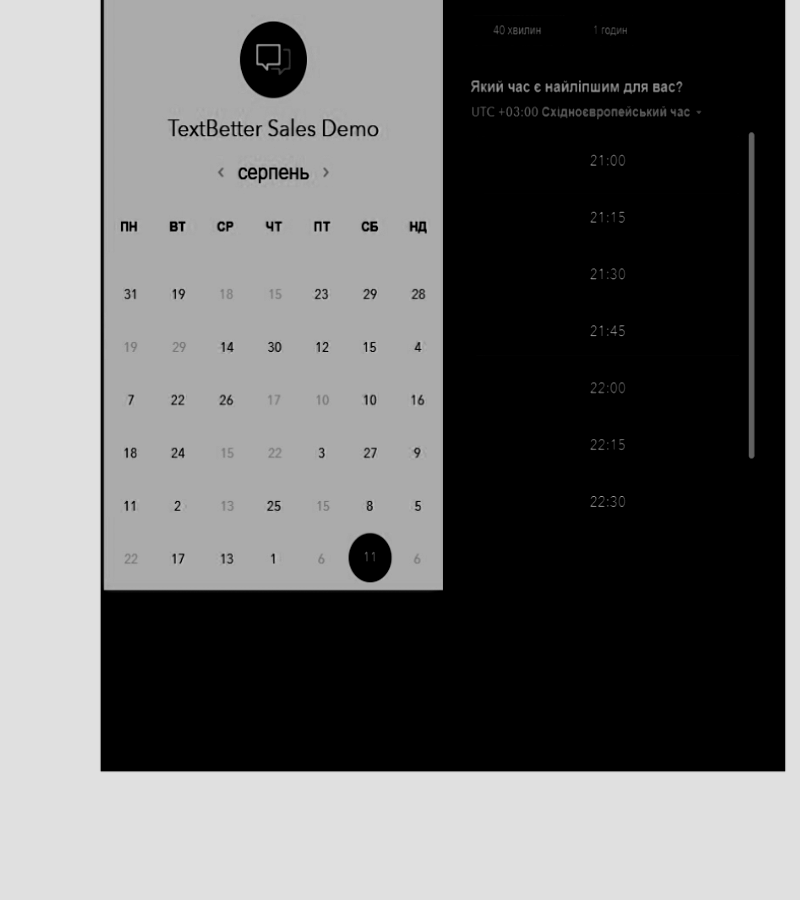 TextBetter Sales Demo
‹ серпень ›
ПН ВТ СР ЧТ ПТ СБ НД
31 19 18 15 23 29 28
19 29 14 30 12 15 4
7 22 26 17 10 10 16
18 24 15 22 3 27 9
11 2 13 25 15 8 5
22 17 13 1 6 11 6
40 хвилин 1 годин
Який час є найліпшим для вас?
UTC +03:00 Східноєвропейський час
21:00
21:15
21:30
21:45
22:00
22:15
22:30